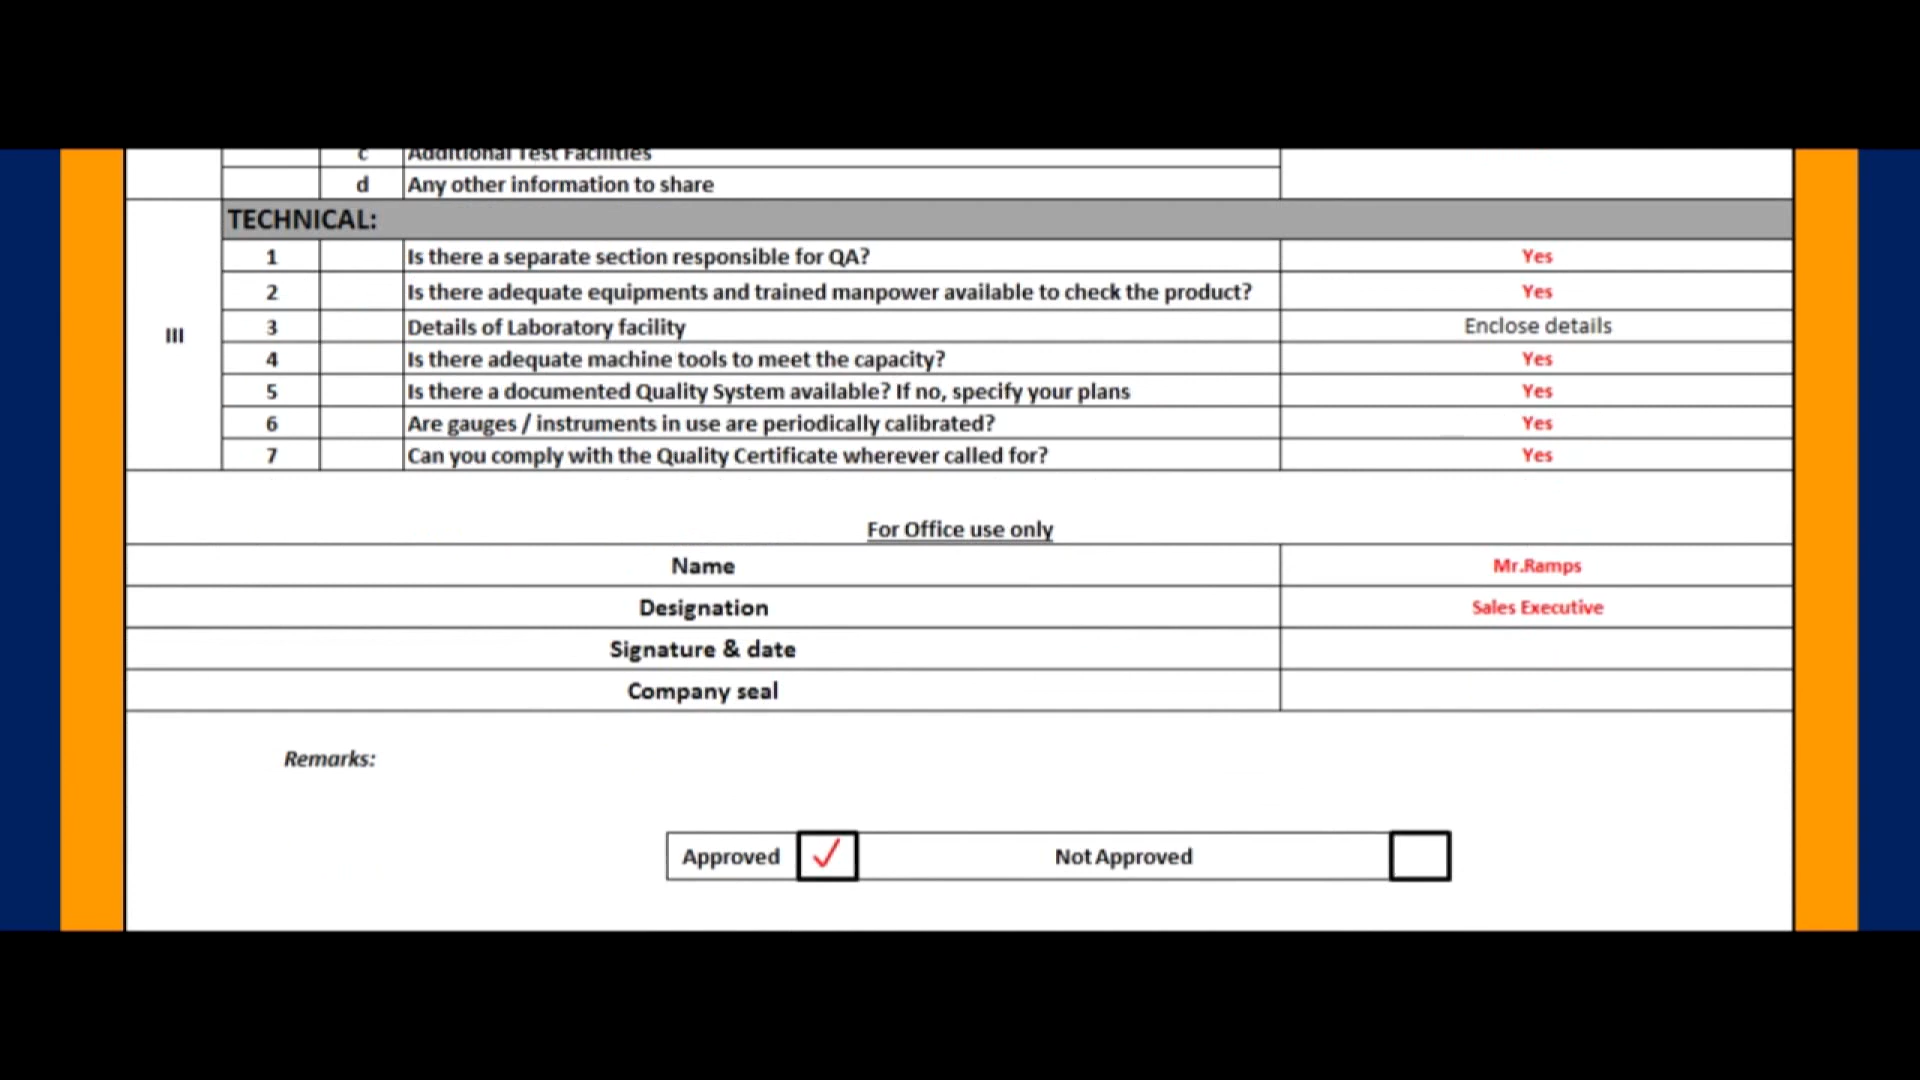 c Additional Test Facilities
d Any other information to share
TECHNICAL:
1 Is there a separate section responsible for QA? Yes
2 Is there adequate equipments and trained manpower available to check the product? Yes
III 3 Details of Laboratory facility Enclose details
4 Is there adequate machine tools to meet the capacity? Yes
5 Is there a documented Quality System available? If no, specify your plans Yes
6 Are gauges / instruments in use are periodically calibrated? Yes
7 Can you comply with the Quality Certificate wherever called for? Yes
For Office use only
Name Mr.Ramps
Designation Sales Executive
Signature & date
Company seal
Remarks:
Approved ✓ Not Approved